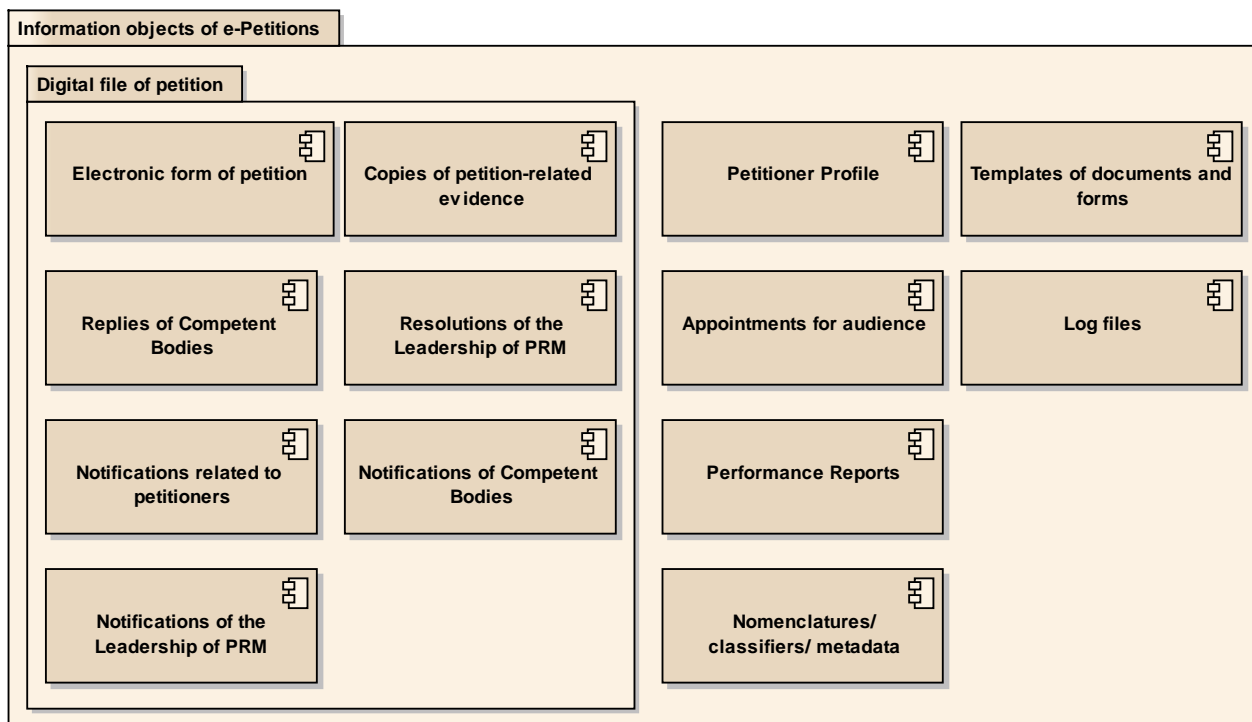 Information objects of e-Petitions
Digital file of petition
Electronic form of petition
Copies of petition-related
evidence
Petitioner Profile
Templates of documents and
forms
Replies of Competent
Bodies
Resolutions of the
Leadership of PRM
Appointments for audience
Log files
Notifications related to
petitioners
Notifications of Competent
Bodies
Performance Reports
Notifications of the
Leadership of PRM
Nomenclatures/
classifiers/ metadata